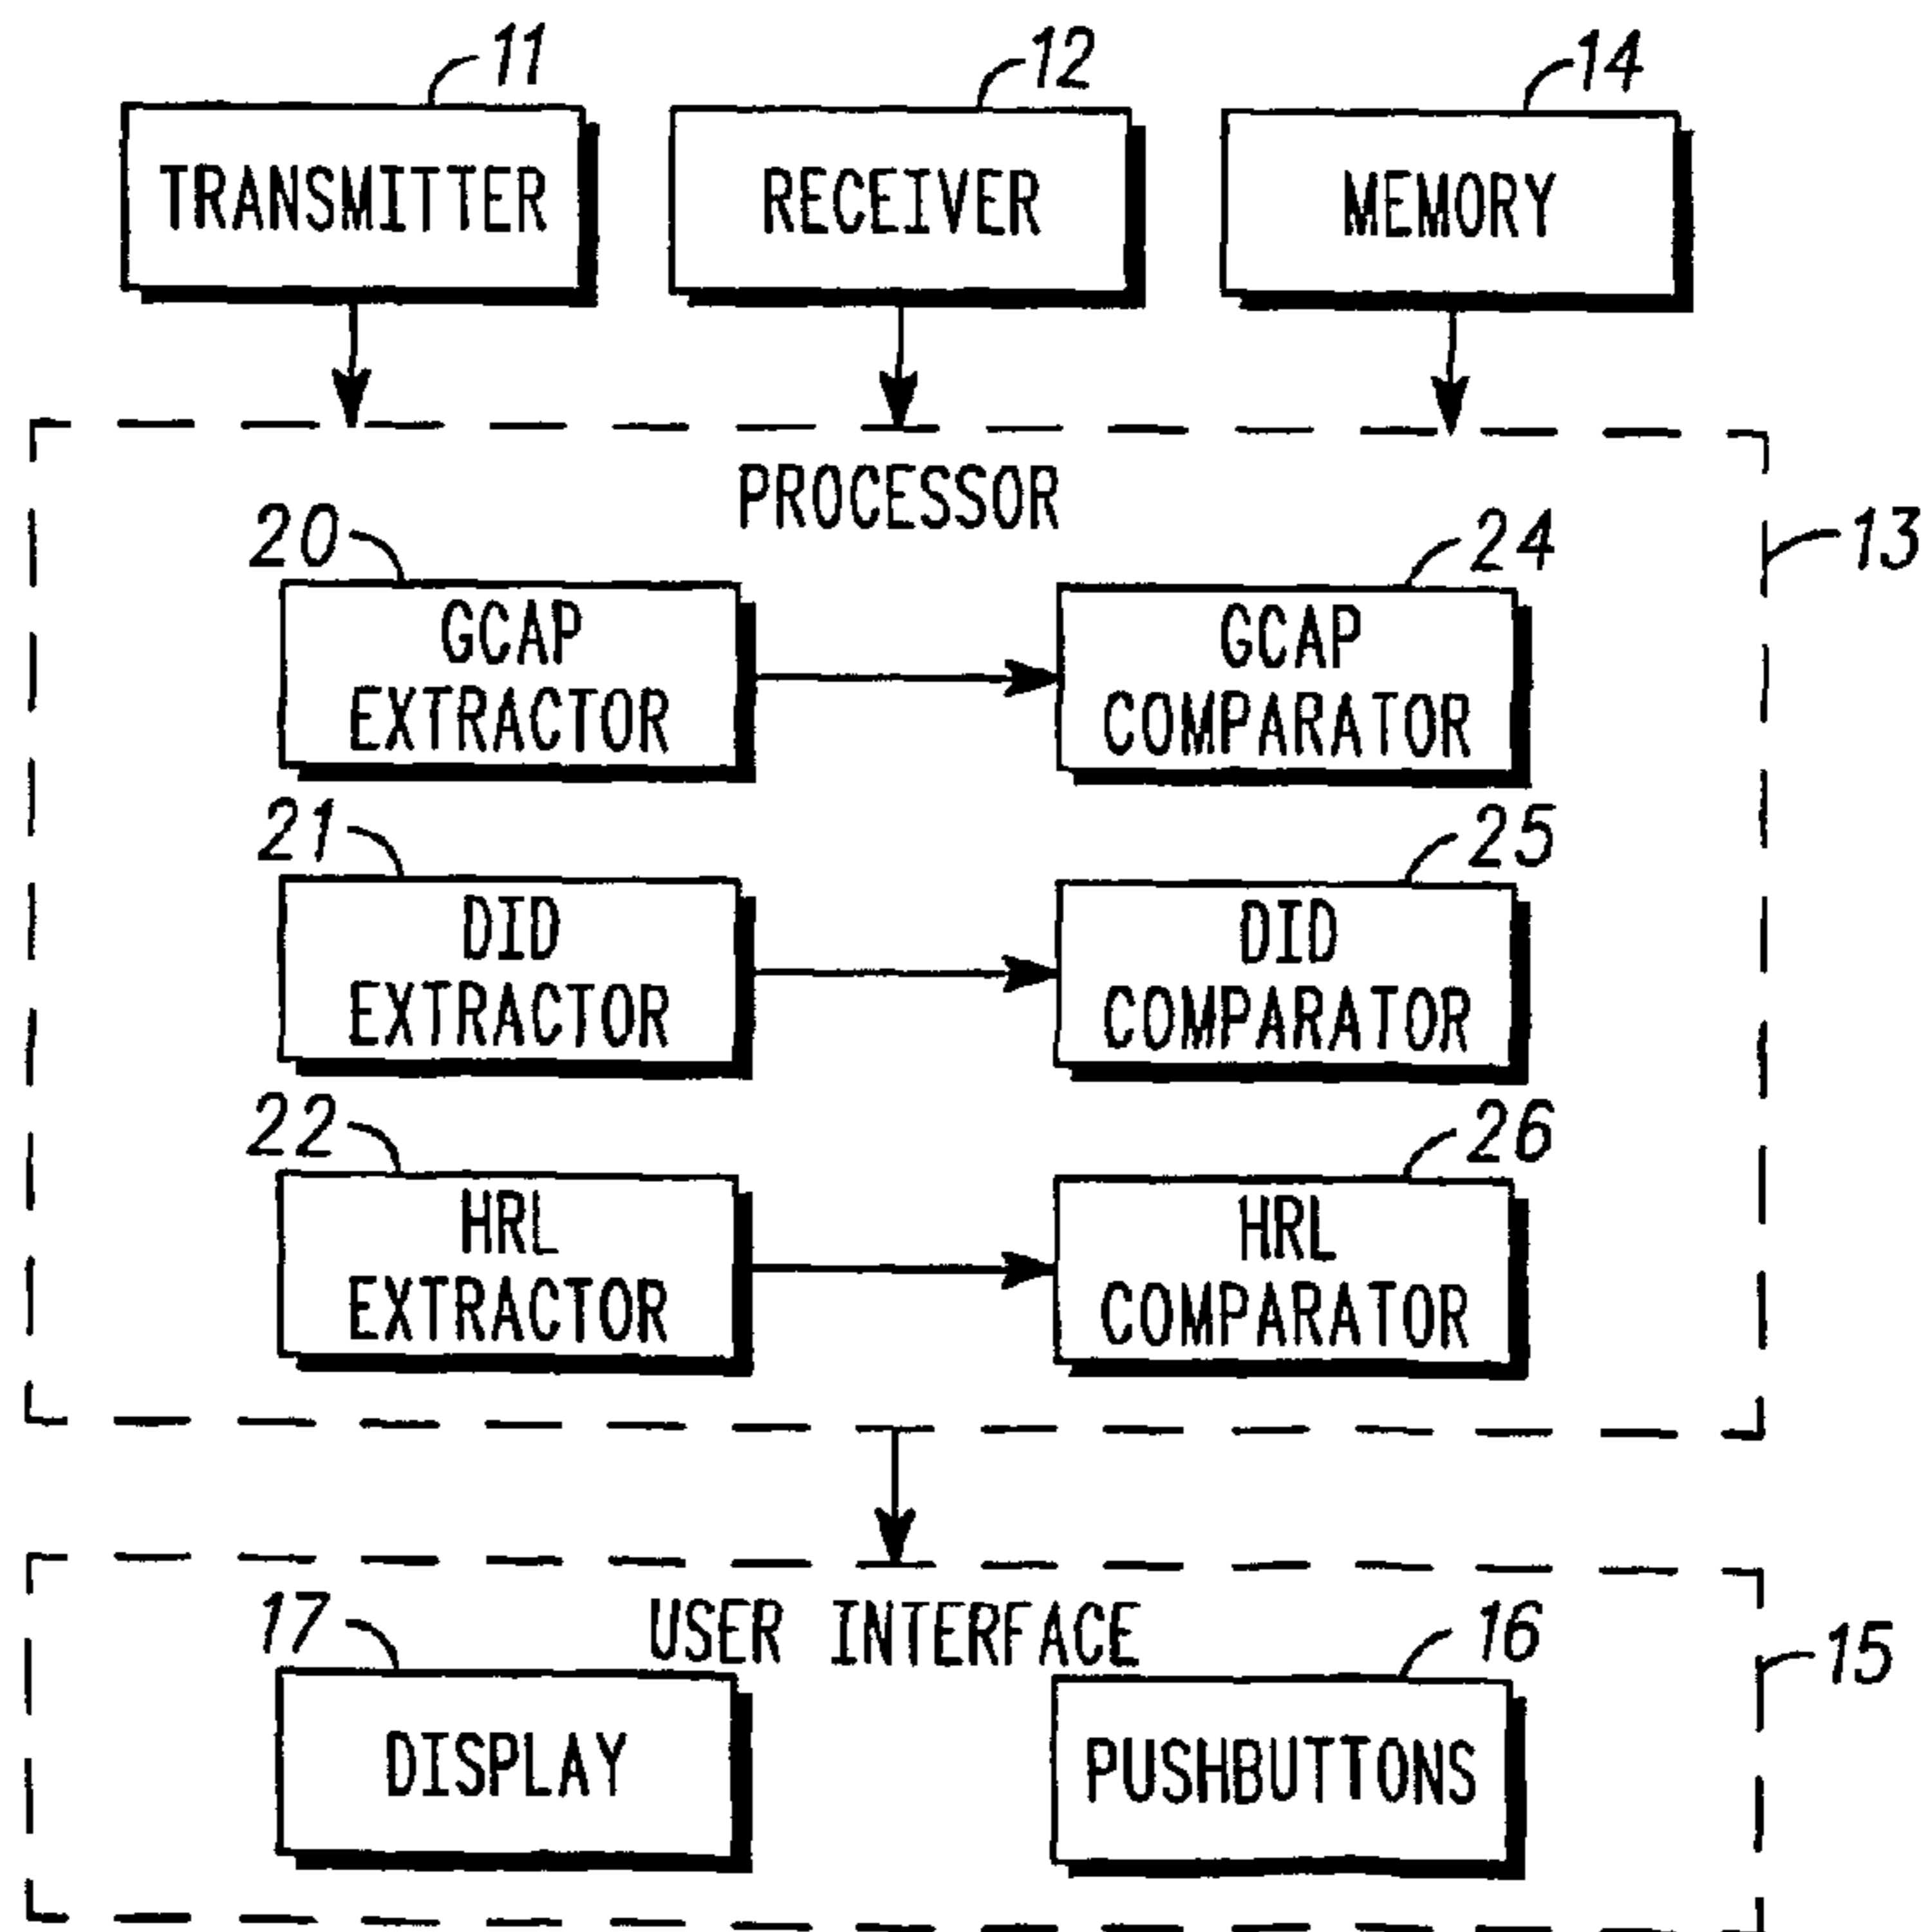 11
12
14
TRANSMITTER
RECEIVER
MEMORY
PROCESSOR
13
20
24
GCAP
EXTRACTOR
GCAP
COMPARATOR
21
25
DID
EXTRACTOR
DID
COMPARATOR
22
26
HRL
EXTRACTOR
HRL
COMPARATOR
USER INTERFACE
15
17
16
DISPLAY
PUSHBUTTONS